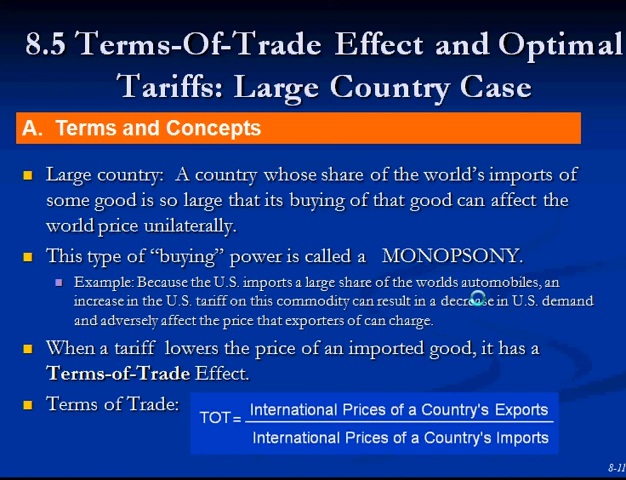 8.5 Terms-Of-Trade Effect and Optimal
Tariffs: Large Country Case
A. Terms and Concepts
Large country: A country whose share of the world's imports of
some good is so large that its buying of that good can affect the
world price unilaterally.
This type of “buying” power is called a MONOPSONY.
Example: Because the U.S. imports a large share of the worlds automobiles, an
increase in the U.S. tariff on this commodity can result in a decrease in U.S. demand
and adversely affect the price that exporters of can charge.
When a tariff lowers the price of an imported good, it has a
Terms-of-Trade Effect.
Terms of Trade:
TOT = International Prices of a Country's Exports
International Prices of a Country's Imports
8-11